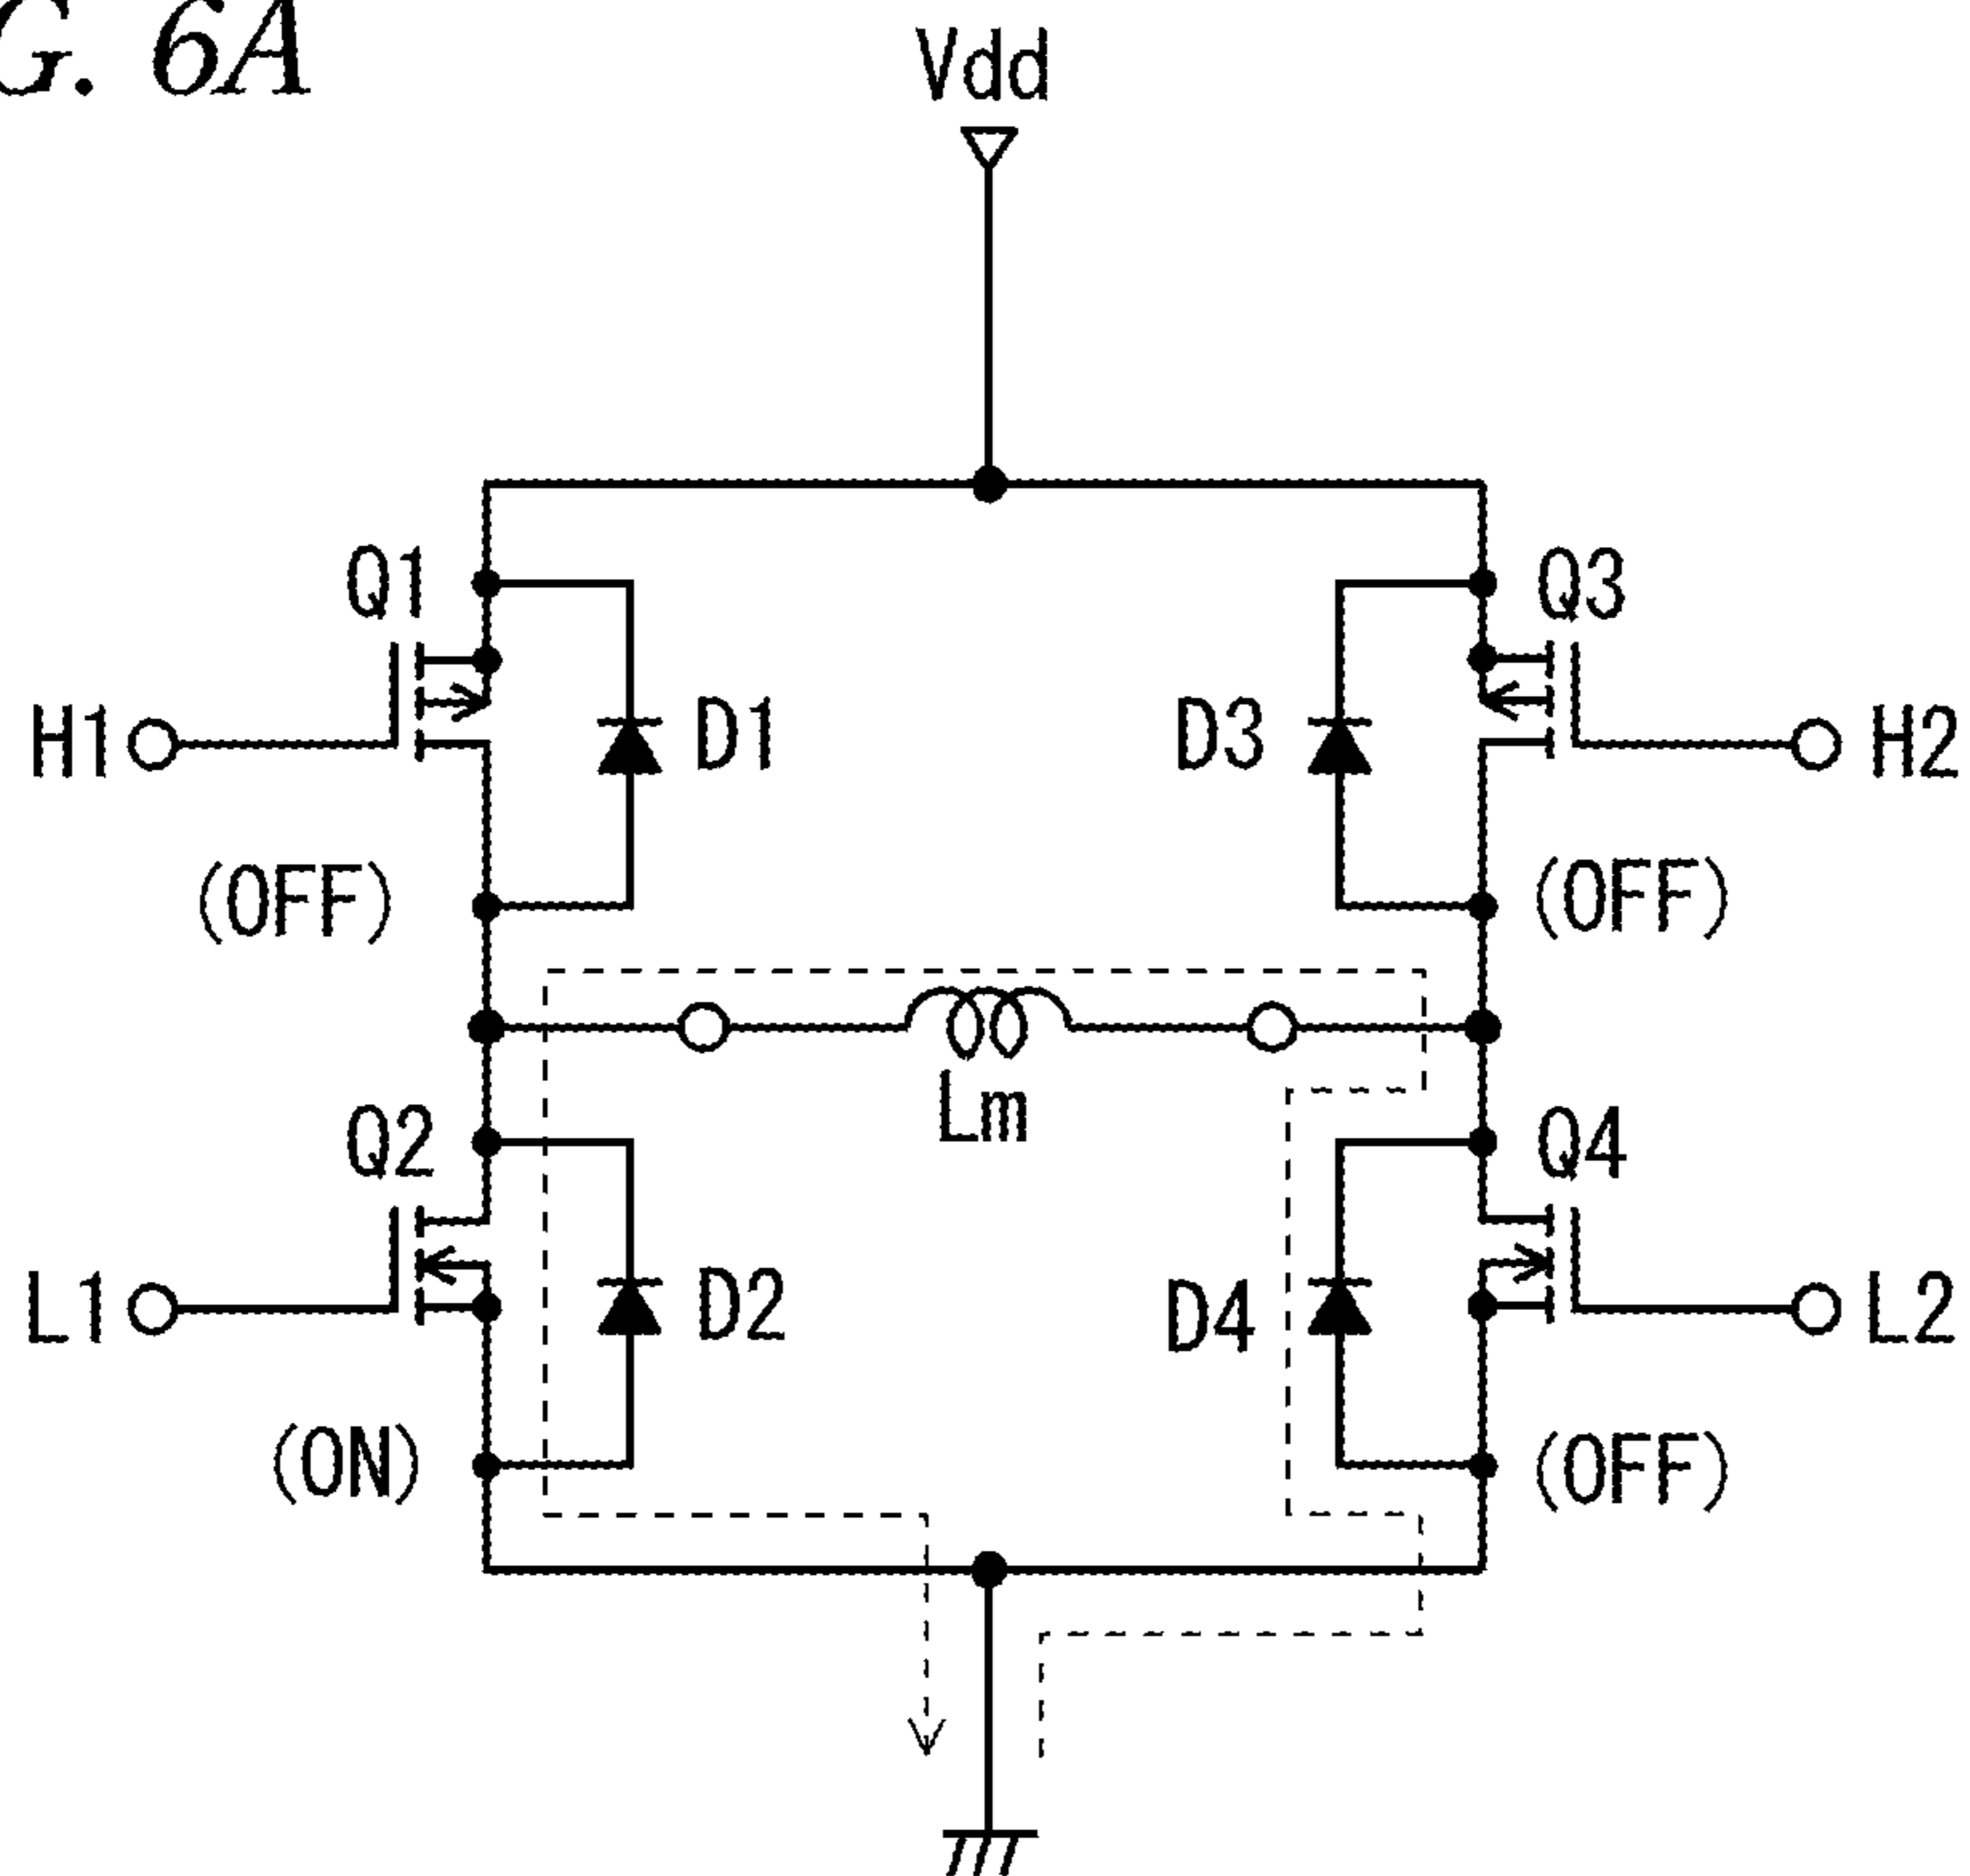 G. 6A
Vdd
Q1
Q3
H1
D1
D3
H2
(OFF)
(OFF)
Lm
Q2
Q4
L1
D2
D4
L2
(ON)
(OFF)